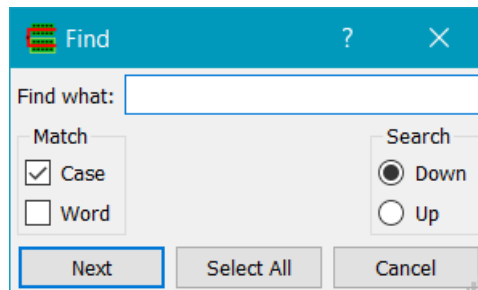 Find ?
Find what:
Match Search
Case Down
Word Up
Next Select All Cancel